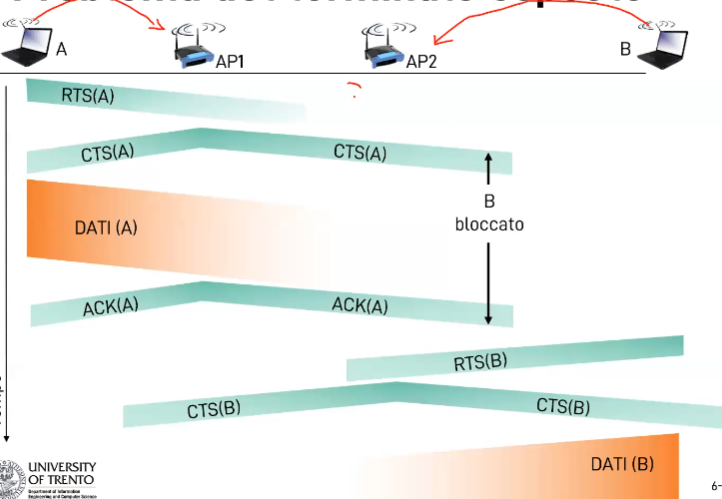 A
AP1
AP2
B
RTS(A)
CTS(A)
CTS(A)
B
bloccato
DATI (A)
ACK(A)
ACK(A)
RTS(B)
CTS(B)
CTS(B)
DATI (B)
UNIVERSITY
OF TRENTO
Department of Information
Engineering and Computer Science
6-